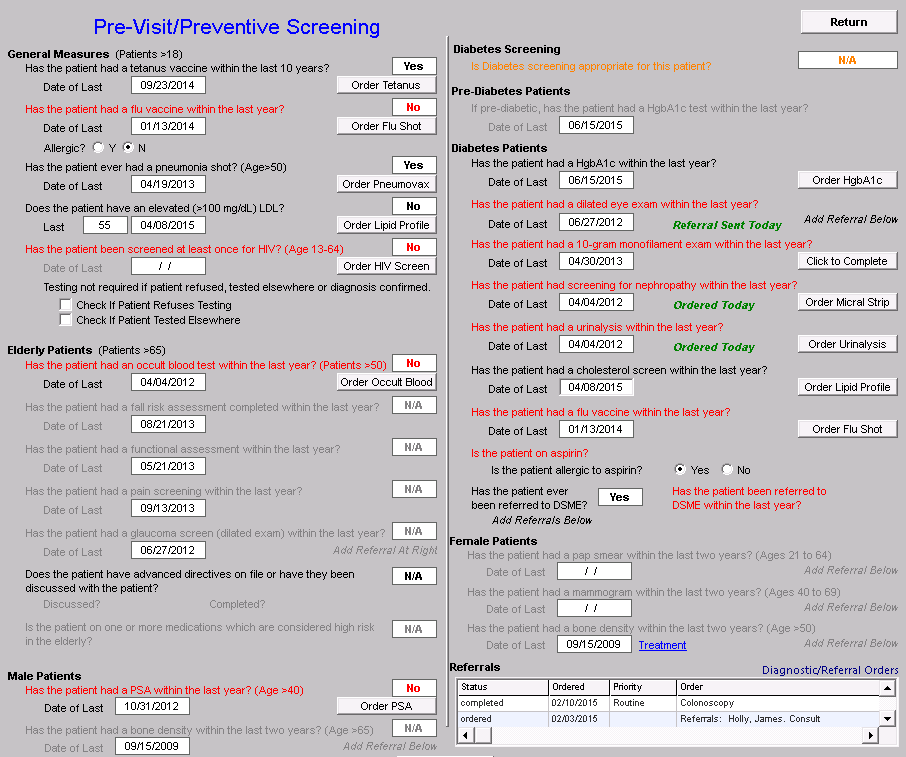 Pre-Visit/Preventive Screening
Return
General Measures (Patients >18)
Has the patient had a tetanus vaccine within the last 10 years?
Yes
Date of Last
09/23/2014
Order Tetanus
Has the patient had a flu vaccine within the last year?
No
Date of Last
01/13/2014
Order Flu Shot
Allergic? Y N
Has the patient ever had a pneumonia shot? (Age>50)
Yes
Date of Last
04/19/2013
Order Pneumovax
Does the patient have an elevated (>100 mg/dL) LDL?
No
Last
55
04/08/2015
Order Lipid Profile
Has the patient been screened at least once for HIV? (Age 13-64)
No
Date of Last
/ /
Order HIV Screen
Testing not required if patient refused, tested elsewhere or diagnosis confirmed.
Check If Patient Refuses Testing
Check If Patient Tested Elsewhere
Elderly Patients (Patients >65)
Has the patient had an occult blood test within the last year? (Patients >50)
No
Date of Last
04/04/2012
Order Occult Blood
Has the patient had a fall risk assessment completed within the last year?
N/A
Date of Last
08/21/2013
Has the patient had a functional assessment within the last year?
N/A
Date of Last
05/21/2013
Has the patient had a pain screening within the last year?
N/A
Date of Last
09/13/2013
Has the patient had a glaucoma screen (dilated exam) within the last year?
N/A
Date of Last
06/27/2012
Add Referral At Right
Does the patient have advanced directives on file or have they been
discussed with the patient?
N/A
Discussed? Completed?
Is the patient on one or more medications which are considered high risk
in the elderly?
N/A
Male Patients
Has the patient had a PSA within the last year? (Age >40)
No
Date of Last
10/31/2012
Order PSA
Has the patient had a bone density within the last two years? (Age >65)
N/A
Date of Last
09/15/2009
Add Referral Below
Diabetes Screening
Is Diabetes screening appropriate for this patient?
N/A
Pre-Diabetes Patients
If pre-diabetic, has the patient had a HgbA1c test within the last year?
Date of Last
06/15/2015
Diabetes Patients
Has the patient had a HgbA1c within the last year?
Date of Last
06/15/2015
Order HgbA1c
Has the patient had a dilated eye exam within the last year?
Date of Last
06/27/2012
Referral Sent Today
Add Referral Below
Has the patient had a 10-gram monofilament exam within the last year?
Date of Last
04/30/2013
Click to Complete
Has the patient had screening for nephropathy within the last year?
Date of Last
04/04/2012
Ordered Today
Order Micral Strip
Has the patient had a urinalysis within the last year?
Date of Last
04/04/2012
Ordered Today
Order Urinalysis
Has the patient had a cholesterol screen within the last year?
Date of Last
04/08/2015
Order Lipid Profile
Has the patient had a flu vaccine within the last year?
Date of Last
01/13/2014
Order Flu Shot
Is the patient on aspirin?
Is the patient allergic to aspirin?
Yes No
Has the patient ever
been referred to DSME?
Yes
Has the patient been referred to
DSME within the last year?
Add Referrals Below
Female Patients
Has the patient had a pap smear within the last two years? (Ages 21 to 64)
Date of Last
/ /
Add Referral Below
Has the patient had a mammogram within the last two years? (Ages 40 to 69)
Date of Last
/ /
Add Referral Below
Has the patient had a bone density within the last two years? (Age >50)
Date of Last
09/15/2009
Treatment
Add Referral Below
Referrals
Diagnostic/Referral Orders
Status Ordered Priority Order
completed 02/10/2015 Routine Colonoscopy
ordered 02/03/2015 Referrals: Holly, James. Consult